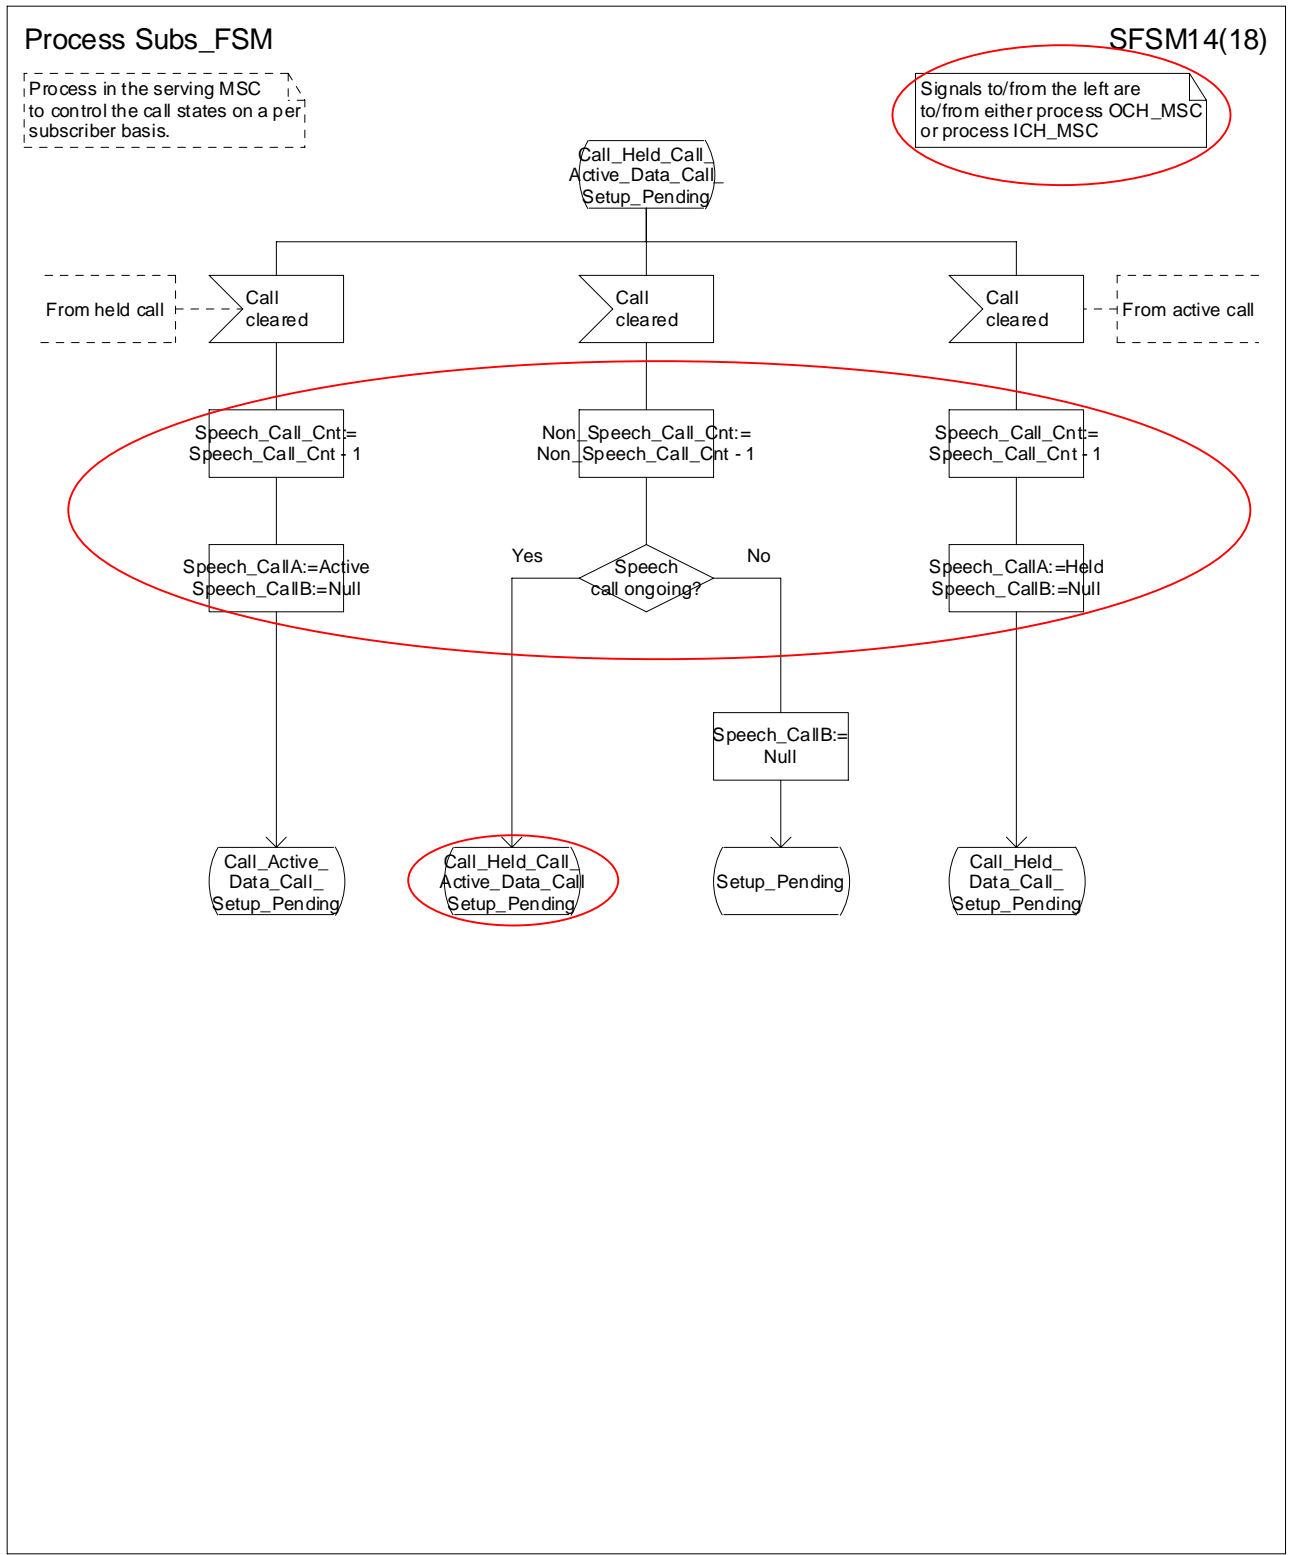 Process Subs_FSM
SFSM14(18)
Process in the serving MSC
to control the call states on a per
subscriber basis.
Signals to/from the left are
to/from either process OCH_MSC
or process ICH_MSC
Call_Held_Call_
Active_Data_Call_
Setup_Pending
From held call
Call
cleared
Call
cleared
Call
cleared
From active call
Speech_Call_Cnt:=
Speech_Call_Cnt - 1
Non_Speech_Call_Cnt:=
Non_Speech_Call_Cnt - 1
Speech_Call_Cnt:=
Speech_Call_Cnt - 1
Speech_CallA:=Active
Speech_CallB:=Null
Yes
Speech
call ongoing?
No
Speech_CallA:=Held
Speech_CallB:=Null
Speech_CallB:=
Null
Call_Active_
Data_Call_
Setup_Pending
Call_Held_Call_
Active_Data_Call
Setup_Pending
Setup_Pending
Call_Held_
Data_Call_
Setup_Pending